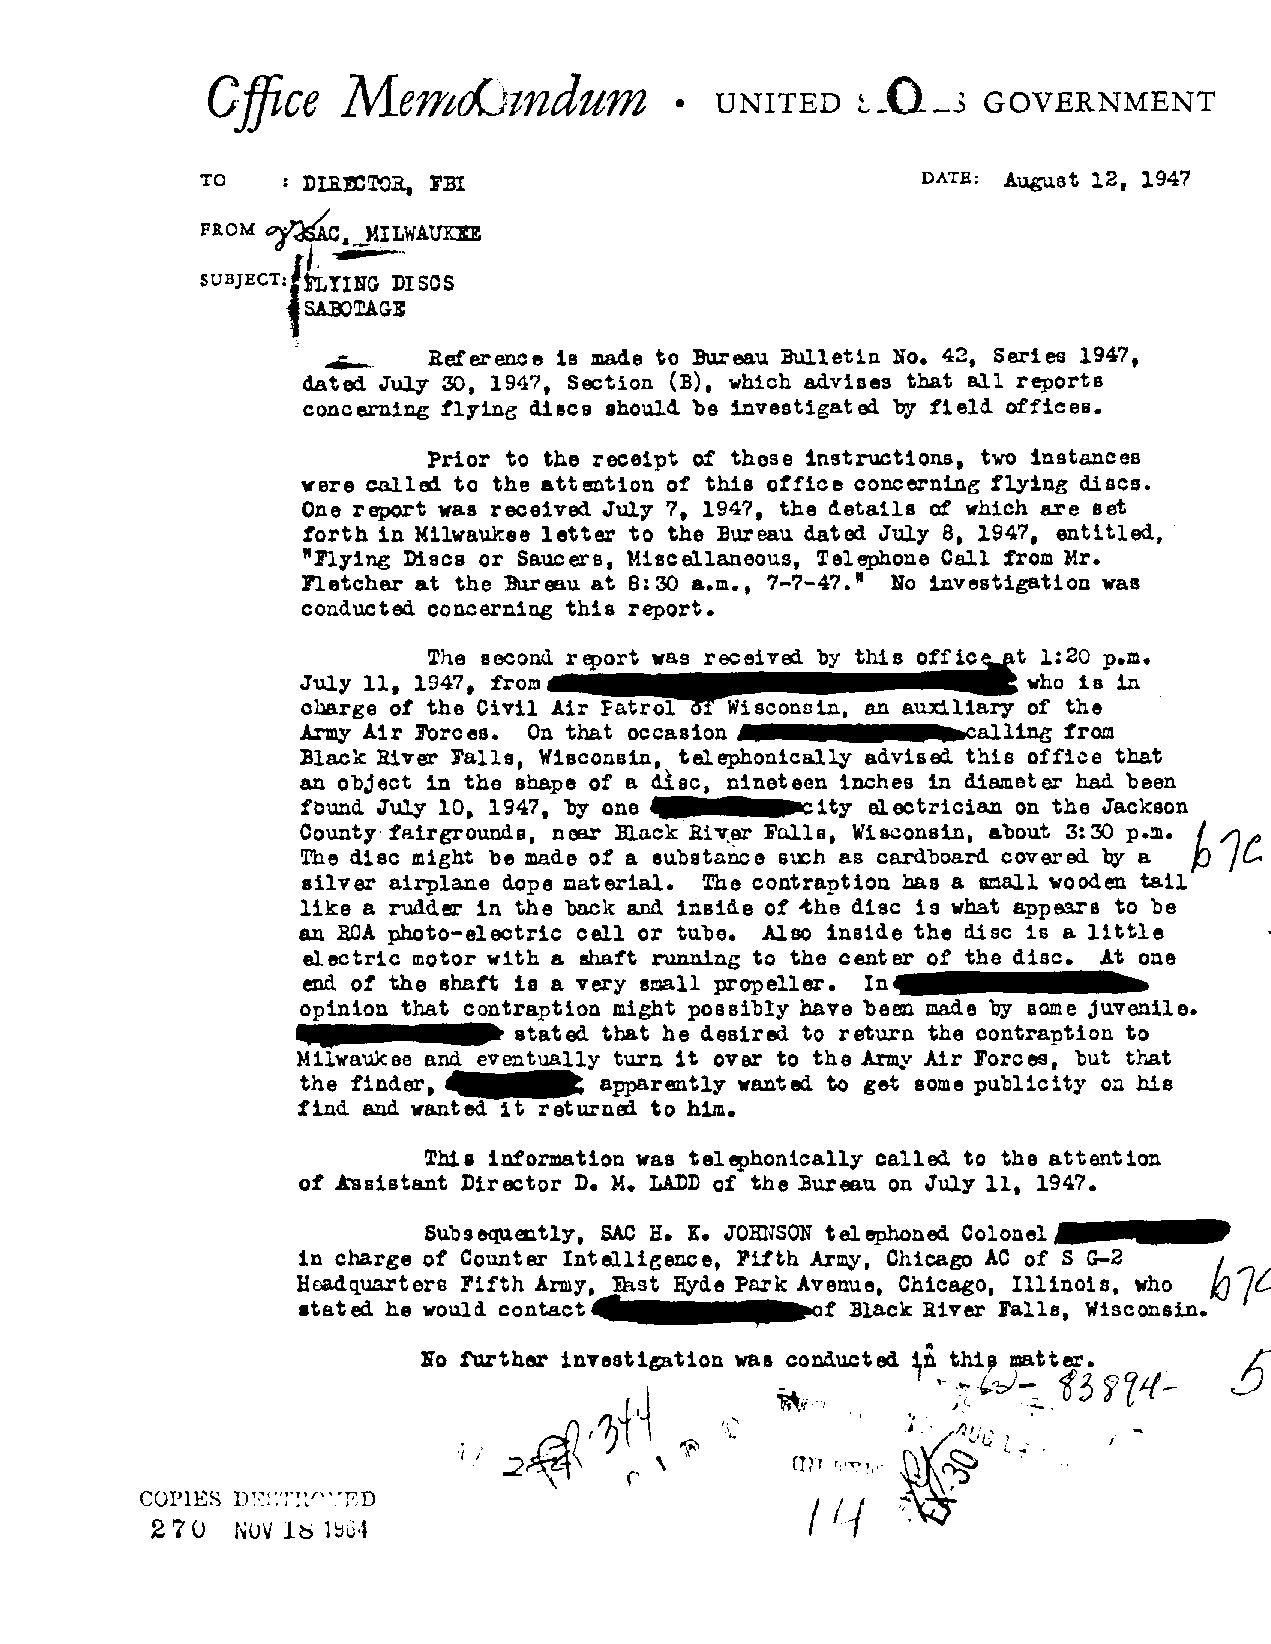 Office Memorandum • UNITED GOVERNMENT
TO : DIRECTOR, FBI DATE: August 12, 1947
FROM SAC, MILWAUKEE
SUBJECT: FLYING DISCS
SABOTAGE
Reference is made to Bureau Bulletin No. 42, Series 1947,
dated July 30, 1947, Section (B), which advises that all reports
concerning flying discs should be investigated by field offices.
Prior to the receipt of these instructions, two instances
were called to the attention of this office concerning flying discs.
One report was received July 7, 1947, the details of which are set
forth in Milwaukee letter to the Bureau dated July 8, 1947, entitled,
"Flying Discs or Saucers, Miscellaneous, Telephone Call from Mr.
Fletcher at the Bureau at 8:30 a.m., 7-7-47." No investigation was
conducted concerning this report.
The second report was received by this office at 1:20 p.m.
July 11, 1947, from who is in
charge of the Civil Air Patrol of Wisconsin, an auxiliary of the
Army Air Forces. On that occasion calling from
Black River Falls, Wisconsin, telephonically advised this office that
an object in the shape of a disc, nineteen inches in diameter had been
found July 10, 1947, by one city electrician on the Jackson
County fairgrounds, near Black River Falls, Wisconsin, about 3:30 p.m.
b7C
The disc might be made of a substance such as cardboard covered by a
silver airplane dope material. The contraption has a small wooden tail
like a rudder in the back and inside of the disc is what appears to be
an RCA photo-electric cell or tube. Also inside the disc is a little
electric motor with a shaft running to the center of the disc. At one
end of the shaft is a very small propeller. In
opinion that contraption might possibly have been made by some juvenile.
stated that he desired to return the contraption to
Milwaukee and eventually turn it over to the Army Air Forces, but that
the finder, apparently wanted to get some publicity on his
find and wanted it returned to him.
This information was telephonically called to the attention
of Assistant Director D. M. LADD of the Bureau on July 11, 1947.
Subsequently, SAC H. K. JOHNSON telephoned Colonel
in charge of Counter Intelligence, Fifth Army, Chicago AC of S G-2
Headquarters Fifth Army, East Hyde Park Avenue, Chicago, Illinois, who
b7C
stated he would contact of Black River Falls, Wisconsin.
No further investigation was conducted in this matter.
83894- 5
344
14
COPIES DESTROYED
270 NOV 18 1964